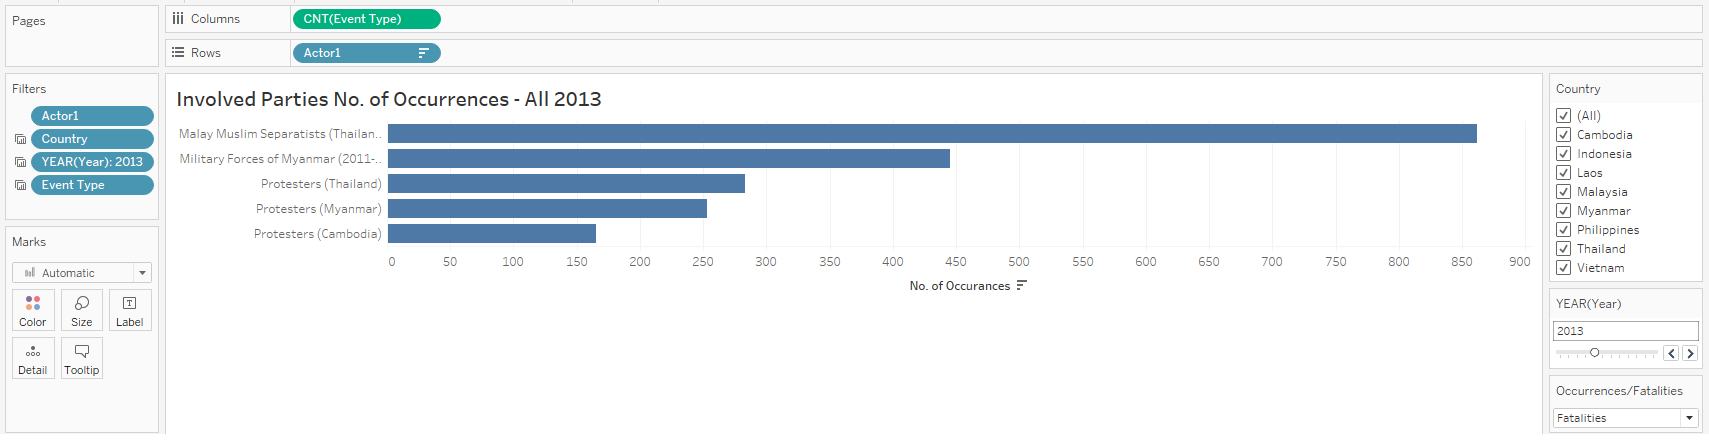 Pages
Columns
CNT(Event Type)
Rows
Actor1
Filters
Actor1
Country
YEAR(Year): 2013
Event Type
Marks
Automatic
Color
Size
Label
Detail
Tooltip
Involved Parties No. of Occurrences - All 2013
Malay Muslim Separatists (Thailan..
Military Forces of Myanmar (2011-..
Protesters (Thailand)
Protesters (Myanmar)
Protesters (Cambodia)
0 50 100 150 200 250 300 350 400 450 500 550 600 650 700 750 800 850 900
No. of Occurances
Country
(All)
Cambodia
Indonesia
Laos
Malaysia
Myanmar
Philippines
Thailand
Vietnam
YEAR(Year)
2013
Occurrences/Fatalities
Fatalities